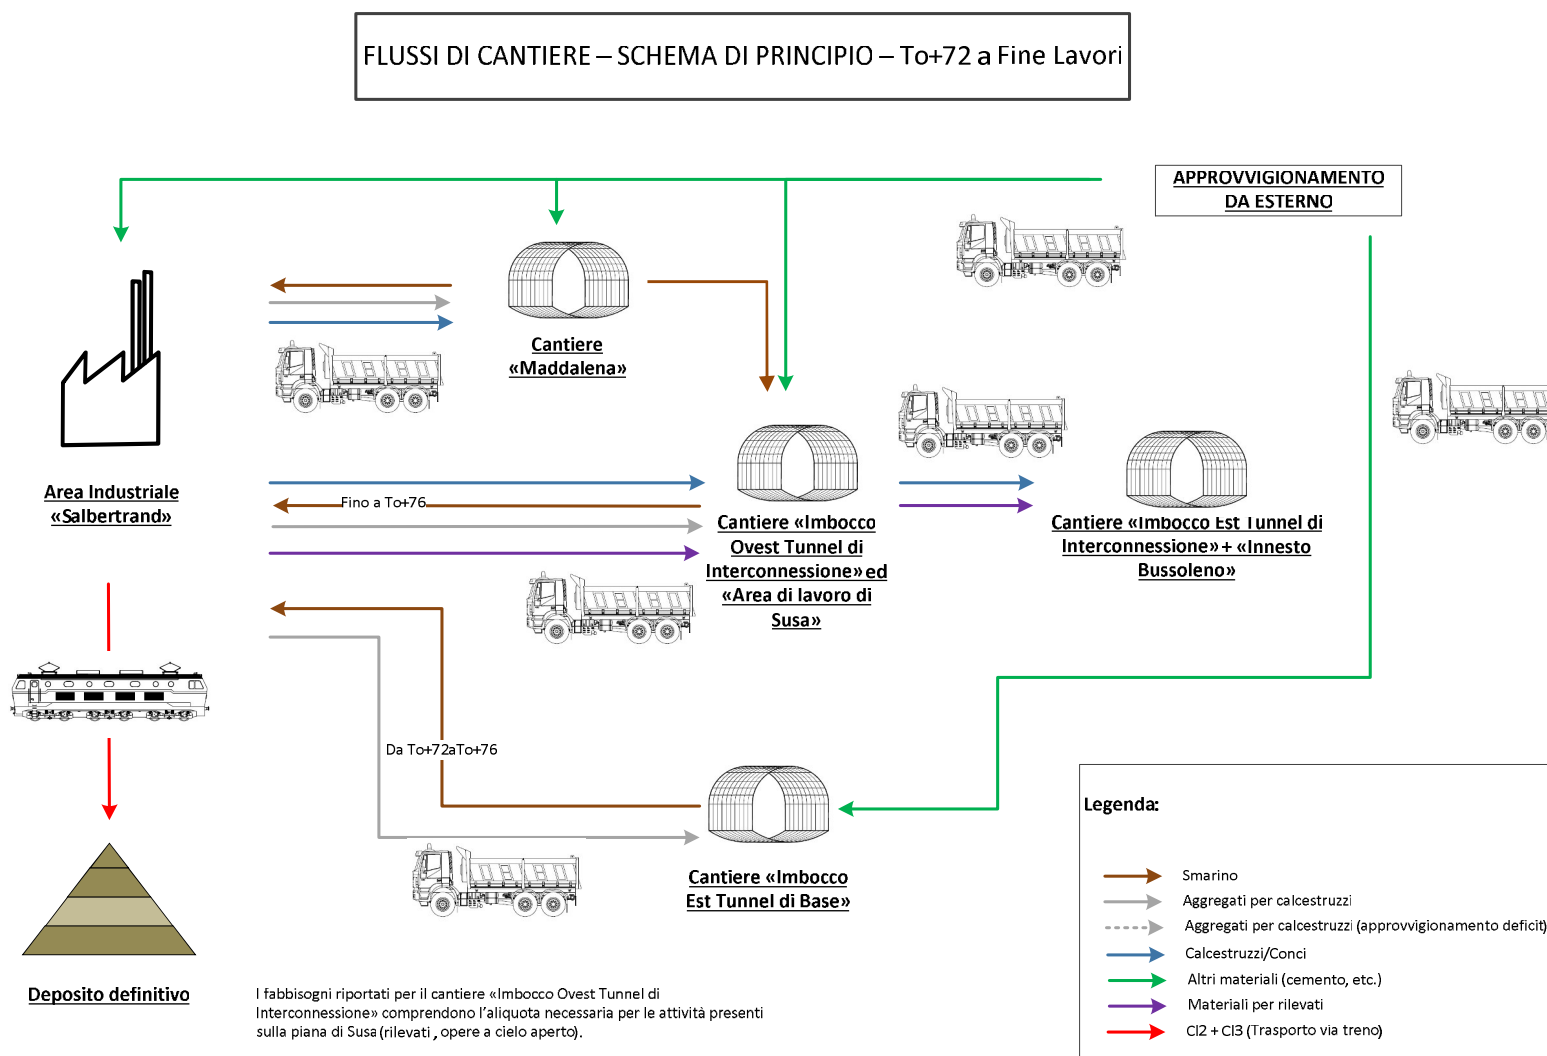 FLUSSI DI CANTIERE – SCHEMA DI PRINCIPIO – To+72 a Fine Lavori
APPROVVIGIONAMENTO
DA ESTERNO
Cantiere
«Maddalena»
Area Industriale
«Salbertrand»
Fino a To+76
Cantiere «Imbocco
Ovest Tunnel di
Interconnessione» ed
«Area di lavoro di
Susa»
Cantiere «Imbocco Est Tunnel di
Interconnessione» + «Innesto
Bussoleno»
Da To+72aTo+76
Cantiere «Imbocco
Est Tunnel di Base»
Deposito definitivo
I fabbisogni riportati per il cantiere «Imbocco Ovest Tunnel di
Interconnessione» comprendono l’aliquota necessaria per le attività presenti
sulla piana di Susa (rilevati , opere a cielo aperto).
Legenda:
Smarino
Aggregati per calcestruzzi
Aggregati per calcestruzzi (approvvigionamento deficit)
Calcestruzzi/Conci
Altri materiali (cemento, etc.)
Materiali per rilevati
Cl2 + Cl3 (Trasporto via treno)